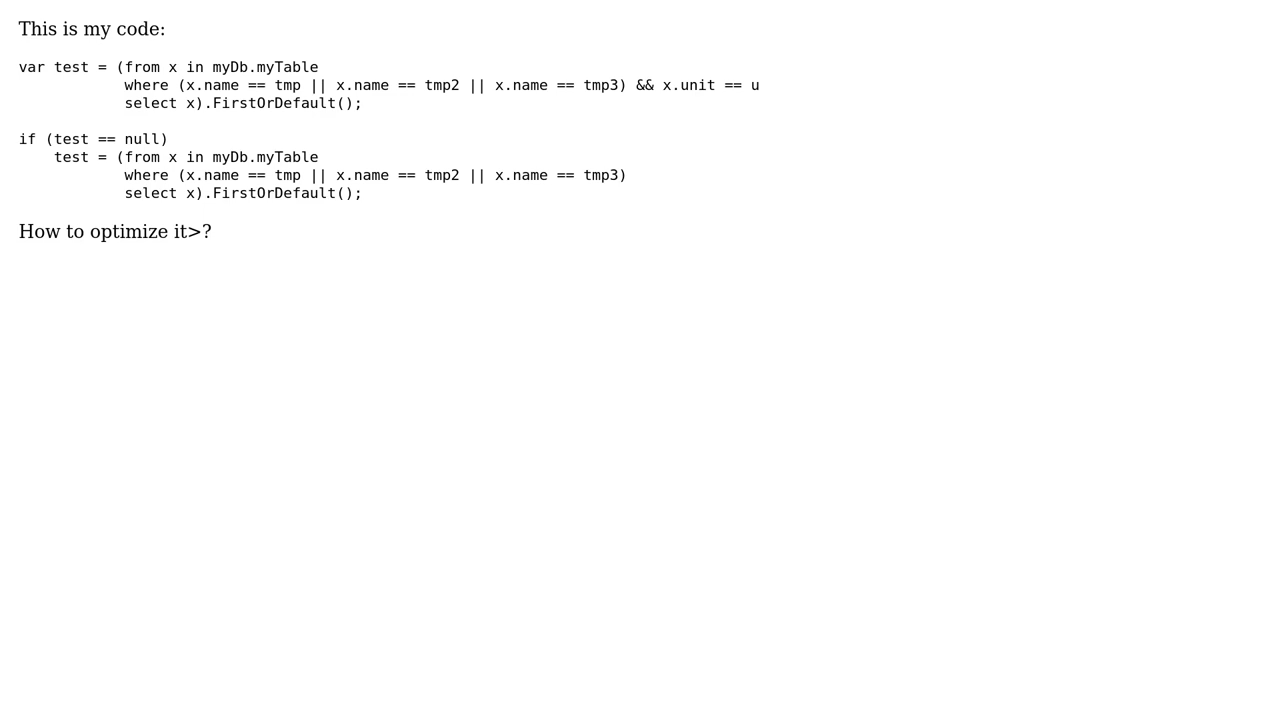 This is my code:
var test = (from x in myDb.myTable
            where (x.name == tmp || x.name == tmp2 || x.name == tmp3) && x.unit == u
            select x).FirstOrDefault();
if (test == null)
    test = (from x in myDb.myTable
            where (x.name == tmp || x.name == tmp2 || x.name == tmp3)
            select x).FirstOrDefault();
How to optimize it>?